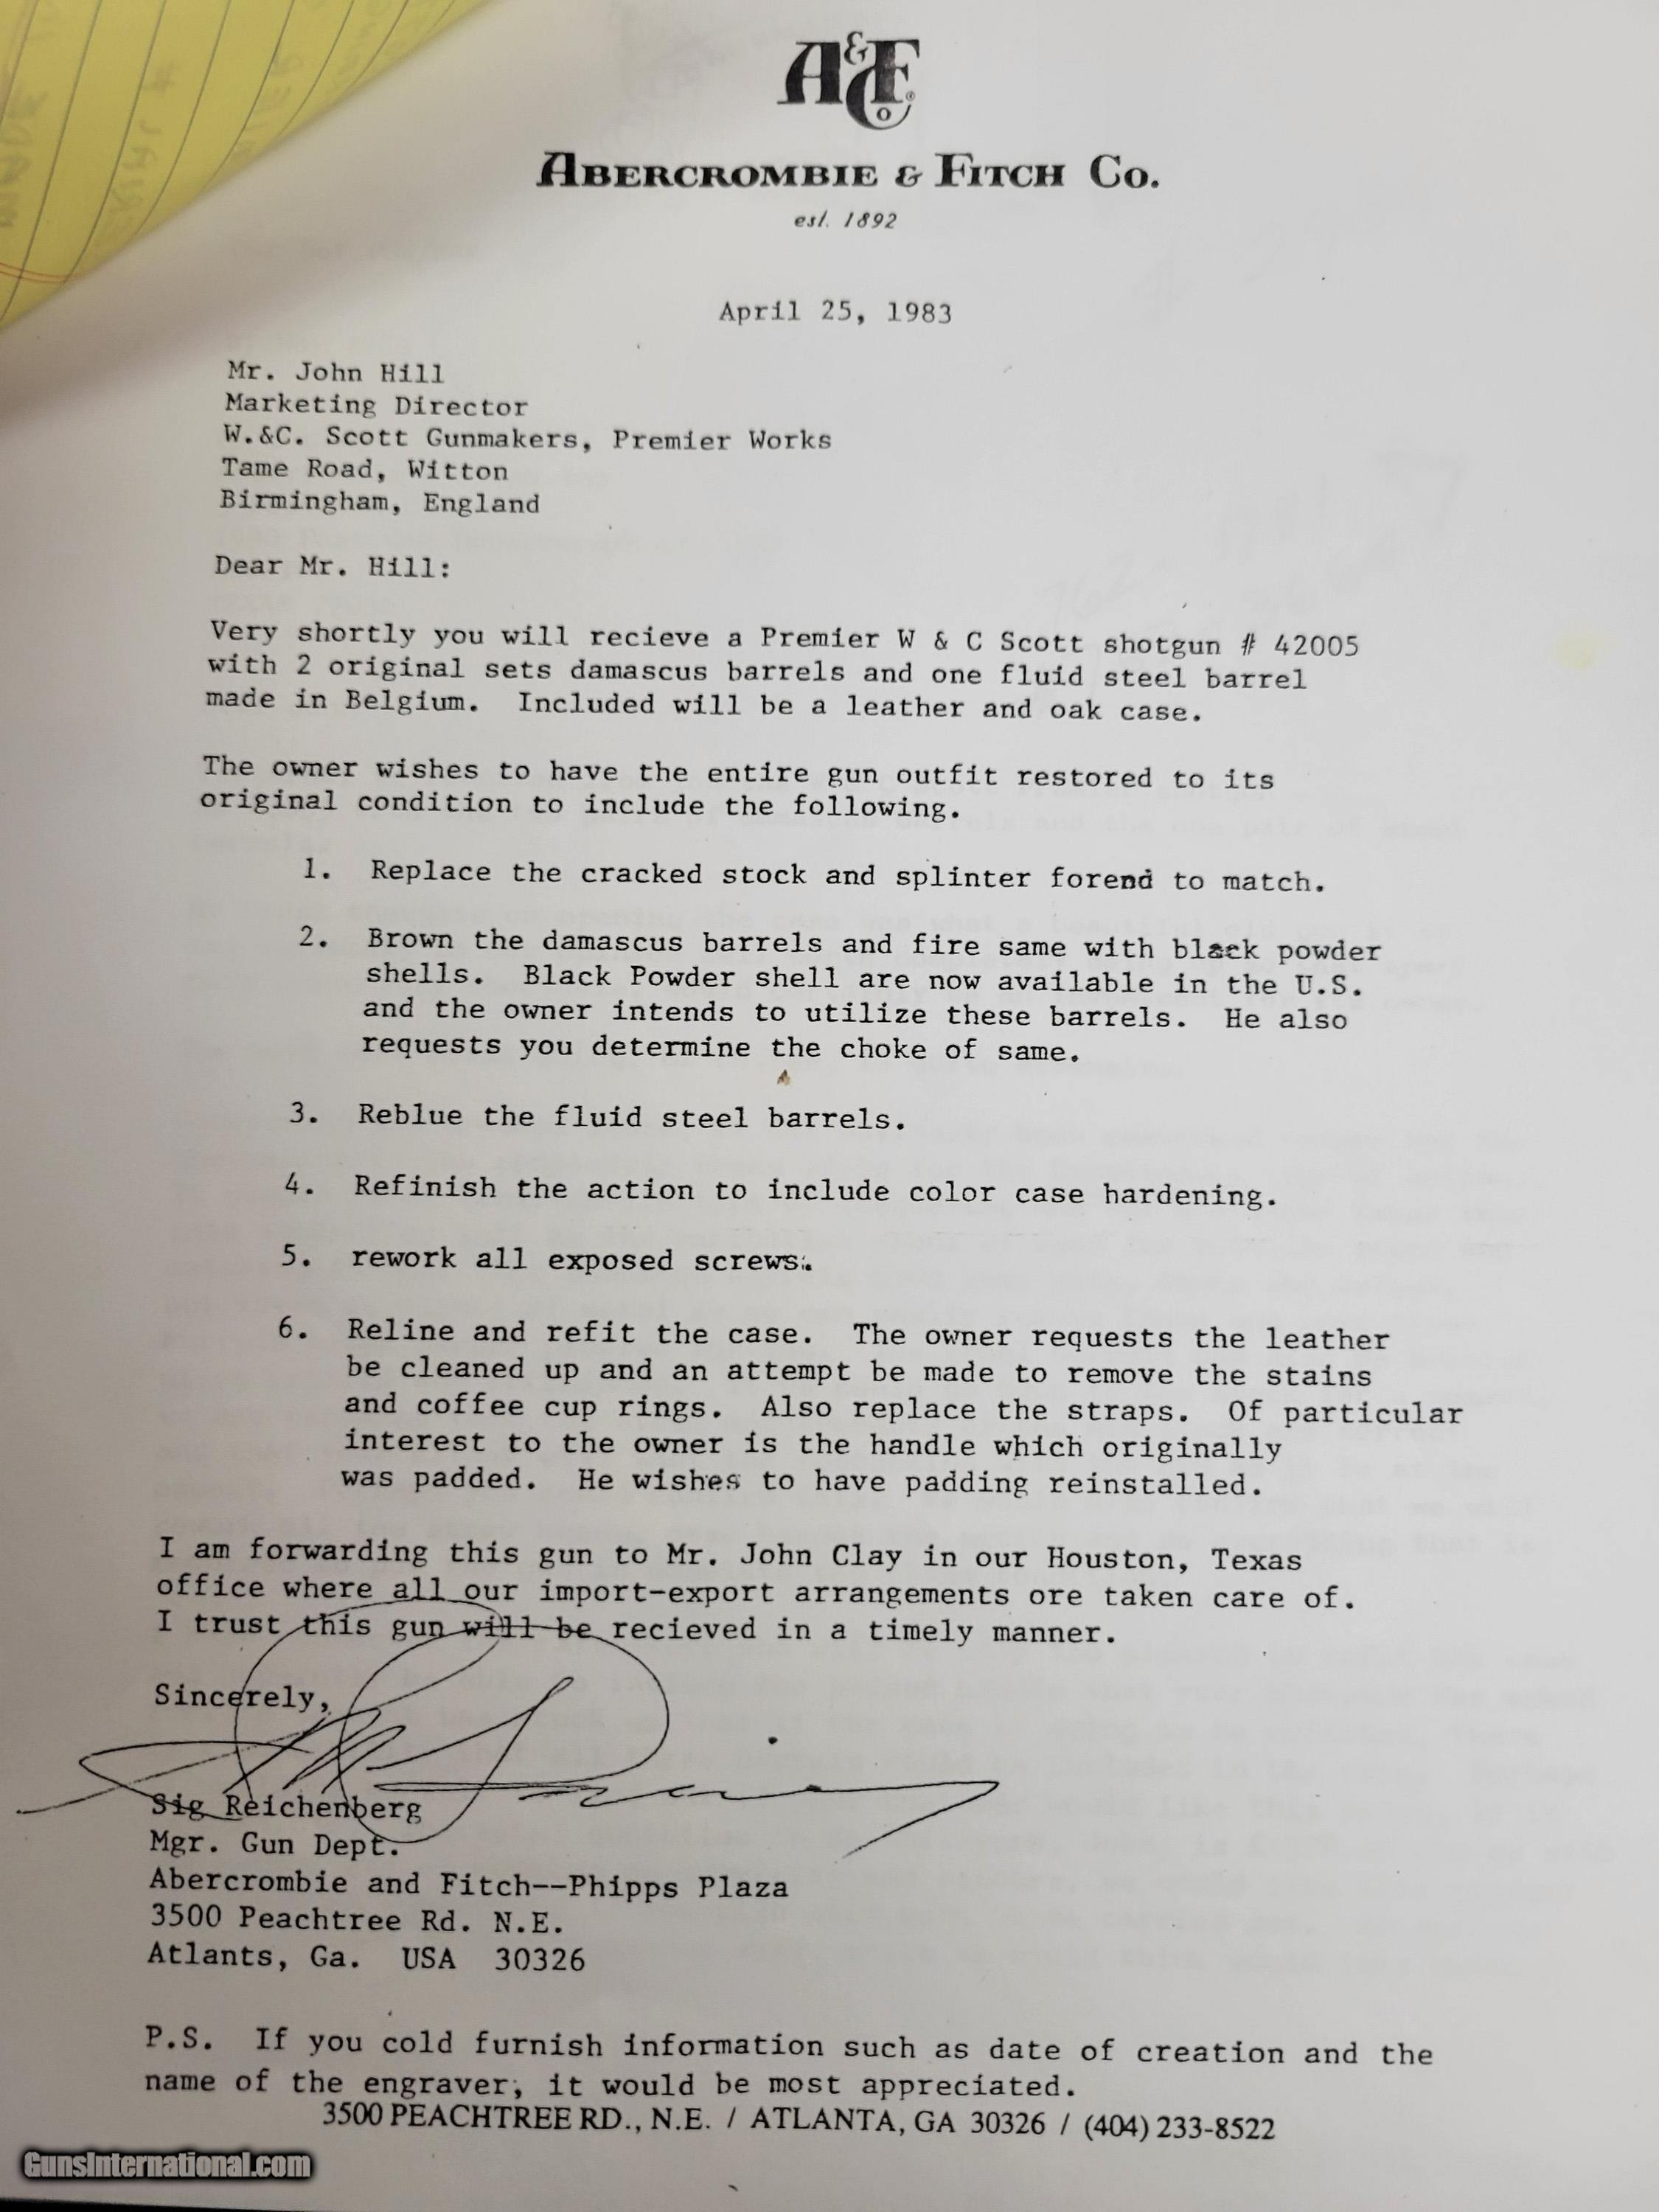 A&F Co
ABERCROMBIE & FITCH Co.
est. 1892
April 25, 1983
Mr. John Hill
Marketing Director
W.&C. Scott Gunmakers, Premier Works
Tame Road, Witton
Birmingham, England
Dear Mr. Hill:
Very shortly you will recieve a Premier W & C Scott shotgun # 42005
with 2 original sets damascus barrels and one fluid steel barrel
made in Belgium. Included will be a leather and oak case.
The owner wishes to have the entire gun outfit restored to its
original condition to include the following.
1. Replace the cracked stock and splinter forend to match.
2. Brown the damascus barrels and fire same with black powder
shells. Black Powder shell are now available in the U.S.
and the owner intends to utilize these barrels. He also
requests you determine the choke of same.
3. Reblue the fluid steel barrels.
4. Refinish the action to include color case hardening.
5. rework all exposed screws.
6. Reline and refit the case. The owner requests the leather
be cleaned up and an attempt be made to remove the stains
and coffee cup rings. Also replace the straps. Of particular
interest to the owner is the handle which originally
was padded. He wishes to have padding reinstalled.
I am forwarding this gun to Mr. John Clay in our Houston, Texas
office where all our import-export arrangements ore taken care of.
I trust this gun will be recieved in a timely manner.
Sincerely,
Sig Reichenberg
Mgr. Gun Dept.
Abercrombie and Fitch--Phipps Plaza
3500 Peachtree Rd. N.E.
Atlants, Ga. USA 30326
P.S. If you cold furnish information such as date of creation and the
name of the engraver, it would be most appreciated.
3500 PEACHTREE RD., N.E. / ATLANTA, GA 30326 / (404) 233-8522
GunsInternational.com